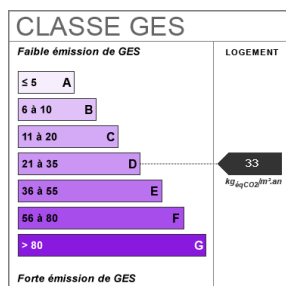 CLASSE GES
Faible émission de GES
LOGEMENT
≤ 5 A
6 à 10 B
11 à 20 C
21 à 35 D
33
kgéqCO2/m².an
36 à 55 E
56 à 80 F
> 80 G
Forte émission de GES